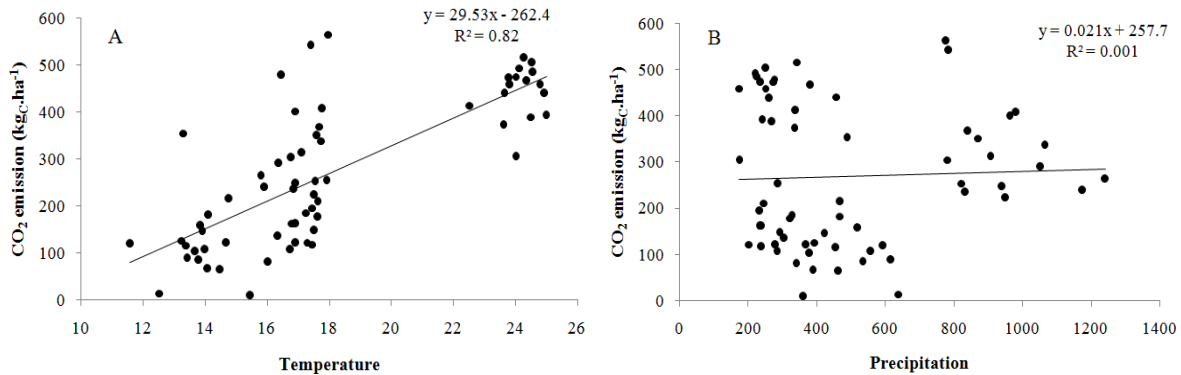 A
y = 29.53x - 262.4
R² = 0.82
CO₂ emission (kg_C.ha⁻¹)
600
500
400
300
200
100
0
10 12 14 16 18 20 22 24 26
Temperature
B
y = 0.021x + 257.7
R² = 0.001
CO₂ emission (kg_C.ha⁻¹)
600
500
400
300
200
100
0
0 200 400 600 800 1000 1200 1400
Precipitation